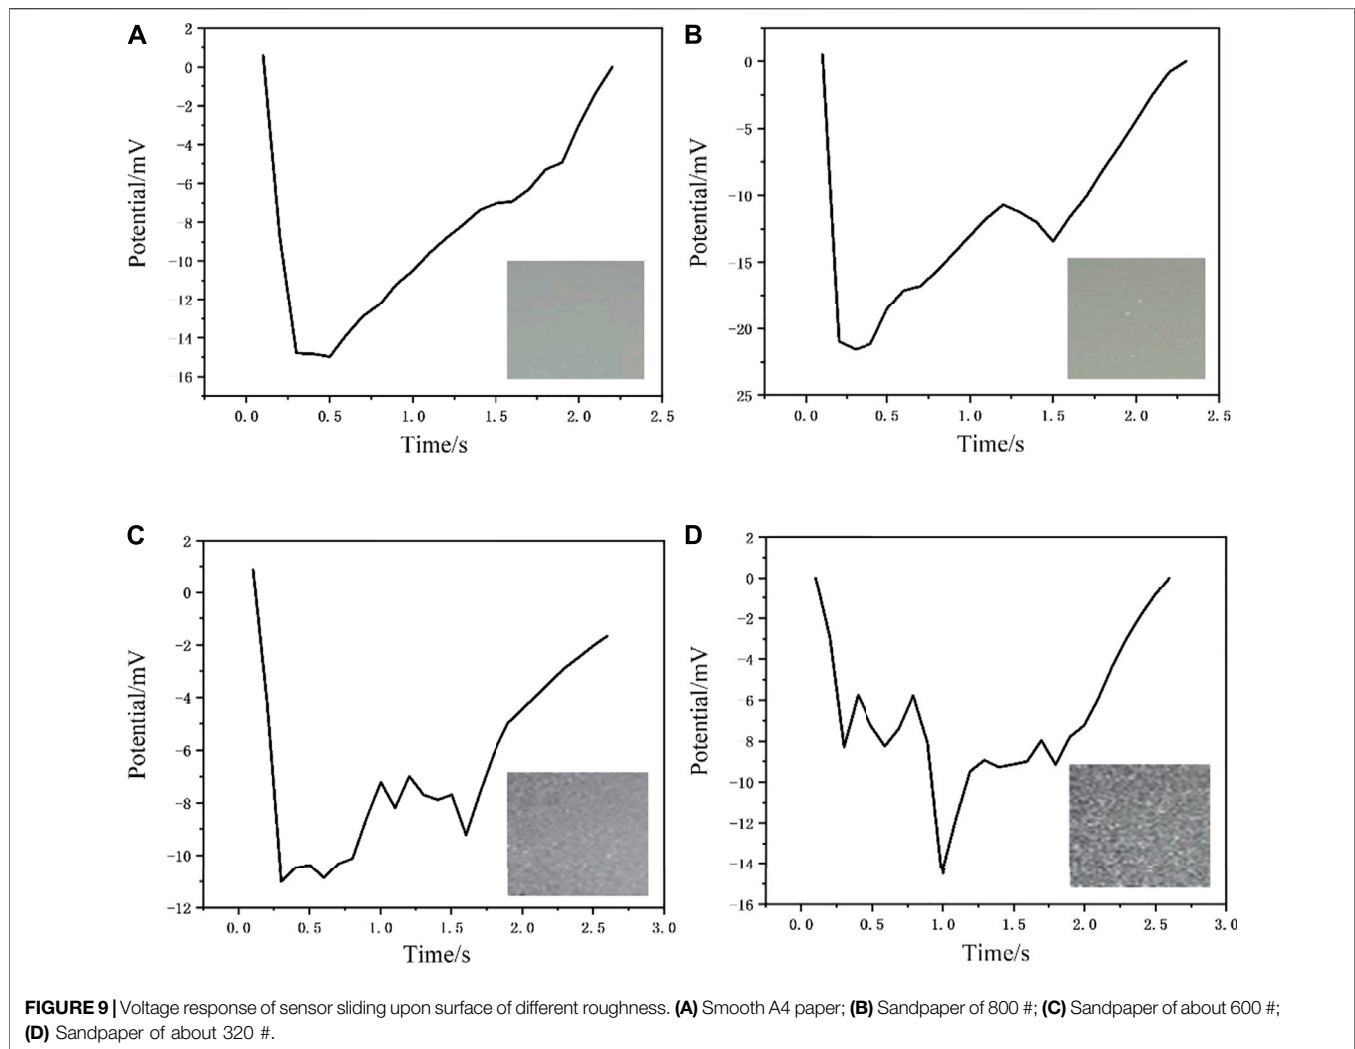 A
2
0
-2
-4
-6
-8
-10
-12
-14
16
Potential/mV
0.0 0.5 1.0 1.5 2.0 2.5
Time/s
B
0
-5
-10
-15
-20
25
Potential/mV
0.0 0.5 1.0 1.5 2.0 2.5
Time/s
C
2
0
-2
-4
-6
-8
-10
-12
Potential/mV
0.0 0.5 1.0 1.5 2.0 2.5 3.0
Time/s
D
2
0
-2
-4
-6
-8
-10
-12
-14
-16
Potential/mV
0.0 0.5 1.0 1.5 2.0 2.5 3.0
Time/s
FIGURE 9 | Voltage response of sensor sliding upon surface of different roughness. (A) Smooth A4 paper; (B) Sandpaper of 800 #; (C) Sandpaper of about 600 #;
(D) Sandpaper of about 320 #.